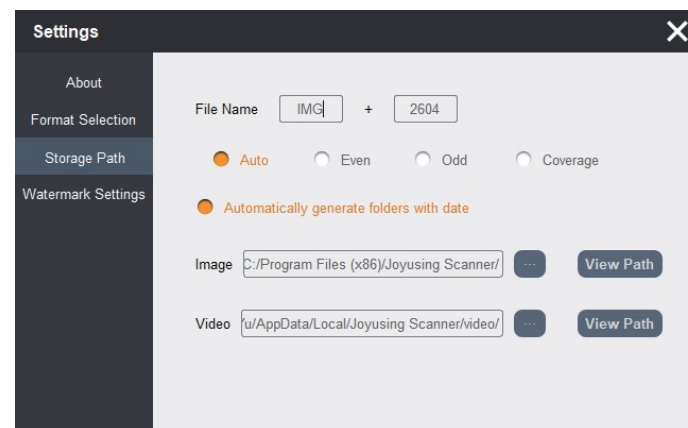 Settings
About
Format Selection
Storage Path
Watermark Settings
File Name IMG + 2604
Auto Even Odd Coverage
Automatically generate folders with date
Image C:/Program Files (x86)/Joyusing Scanner/ ... View Path
Video u/AppData/Local/Joyusing Scanner/video/ ... View Path